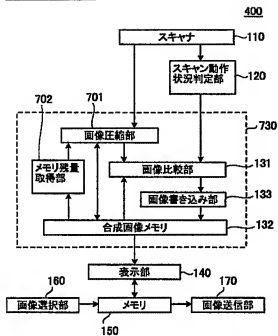 400
スキャナ
110
スキャン動作
状況判定部
120
702
701
730
画像圧縮部
メモリ残量
取得部
画像比較部
131
画像書き込み部
133
合成画像メモリ
132
表示部
140
160
170
画像選択部
メモリ
画像送信部
150